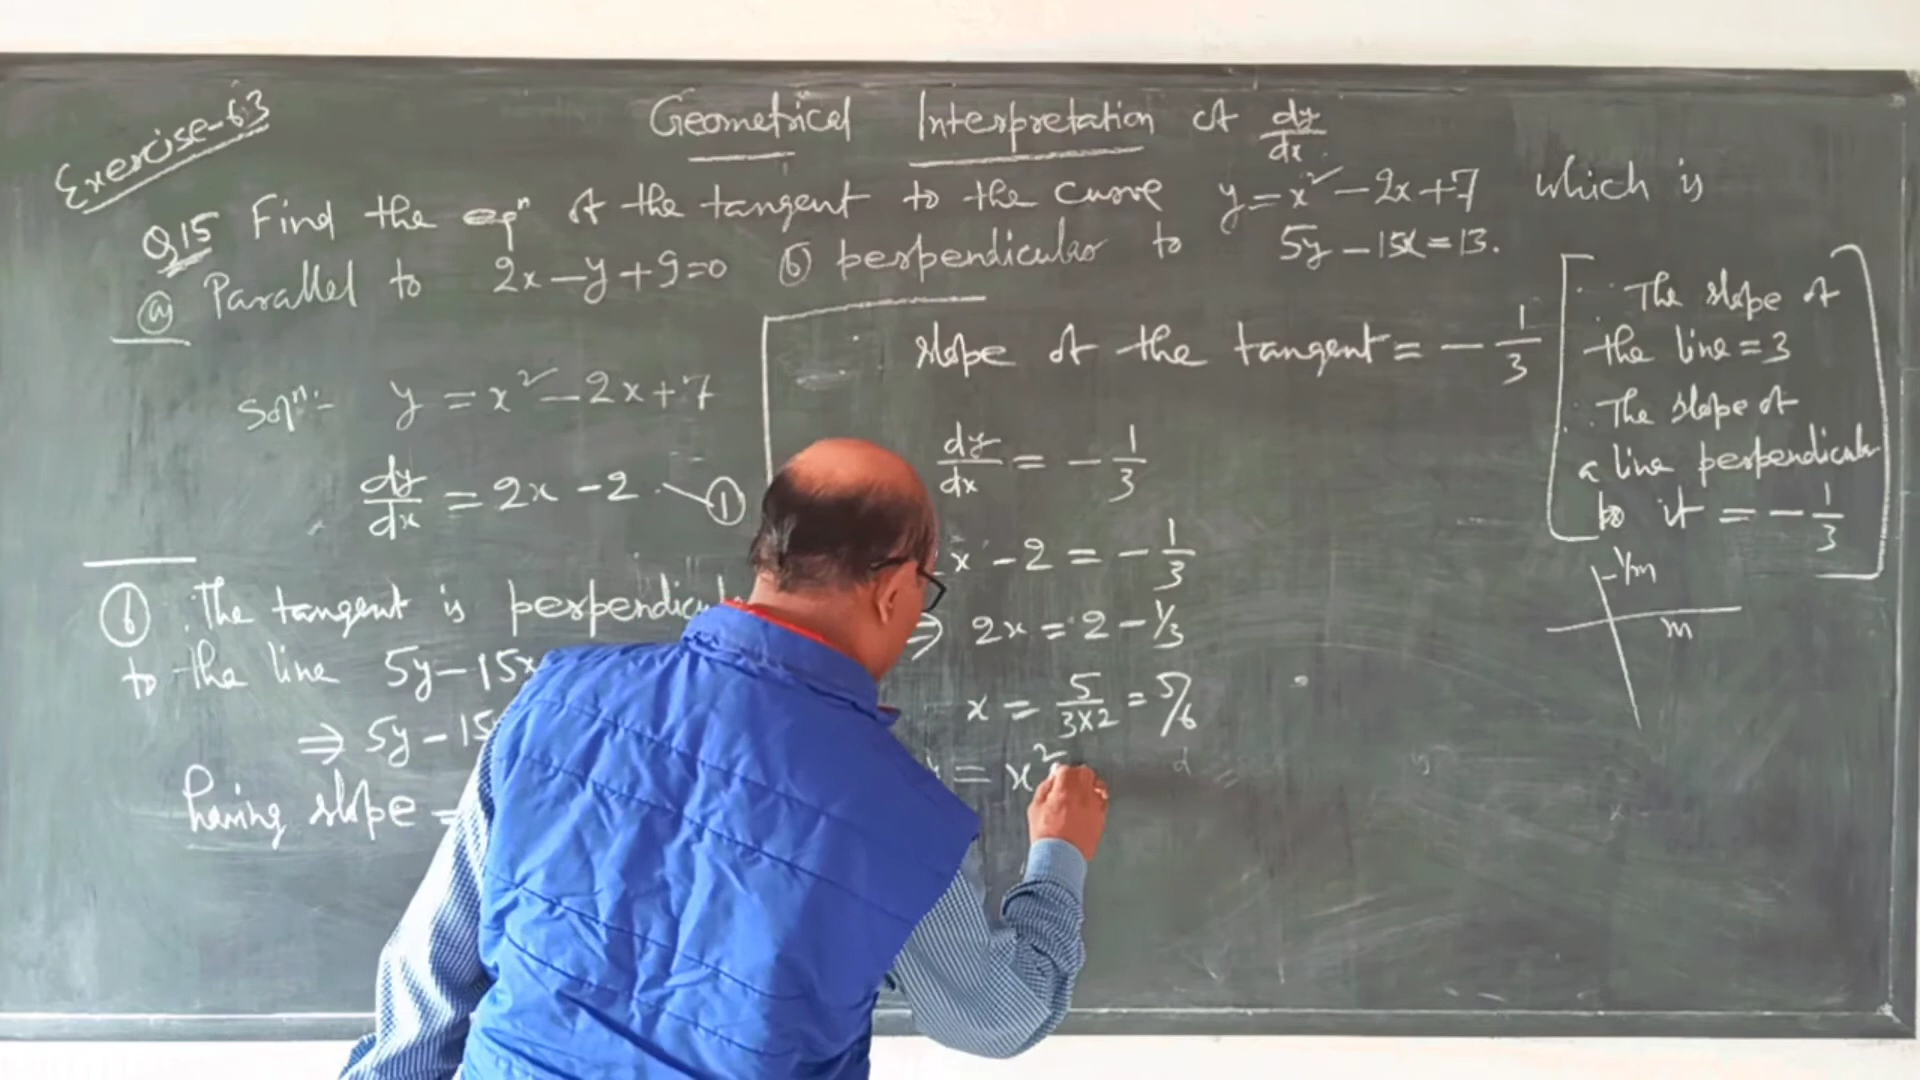 Exercise-6.3
Geometrical Interpretation of dy/dx
Q15 Find the eqⁿ of the tangent to the curve y = x² - 2x + 7 which is
(a) Parallel to 2x - y + 9 = 0 (b) perpendicular to 5y - 15x = 13.
Solⁿ:- y = x² - 2x + 7
dy/dx = 2x - 2 (1)
(b) ∴ The tangent is
to the line 5y - 15x
⇒ 5y - 15
having slope =
slope of the tangent = -1/3
dy/dx = -1/3
x - 2 = -1/3
⇒ 2x = 2 - 1/3
x = 5/(3×2) = 5/6
= x²
∵ The slope of
the line = 3
∴ The slope of
a line perpendicular
to it = -1/3
-1/m
m